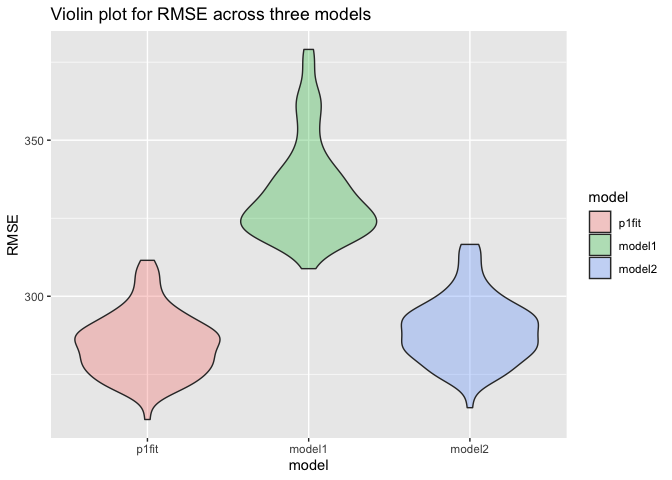 Violin plot for RMSE across three models
350
300
RMSE
p1fit
model1
model2
model
model
p1fit
model1
model2